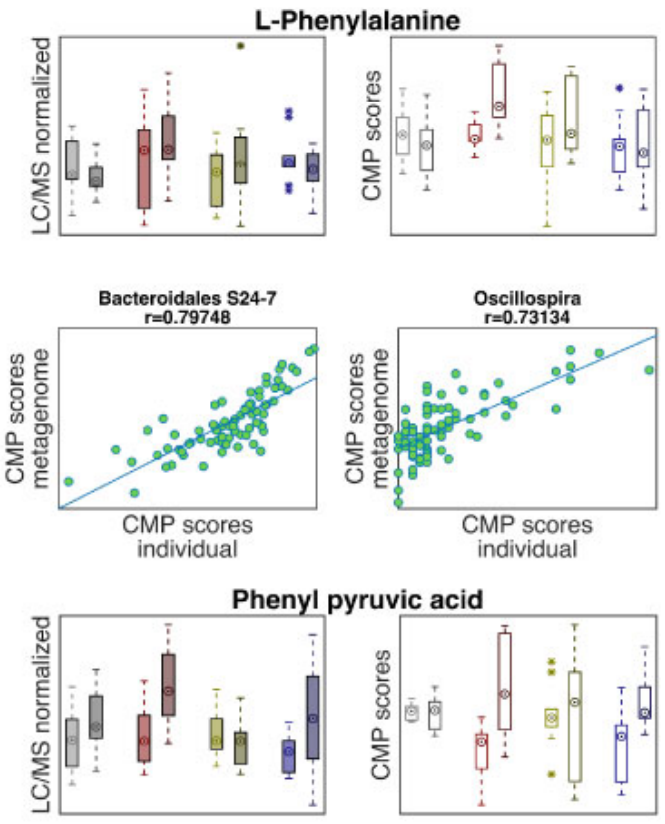 L-Phenylalanine
LC/MS normalized
CMP scores
Bacteroidales S24-7
r=0.79748
Oscillospira
r=0.73134
CMP scores
metagenome
CMP scores
individual
CMP scores
metagenome
CMP scores
individual
Phenyl pyruvic acid
LC/MS normalized
CMP scores